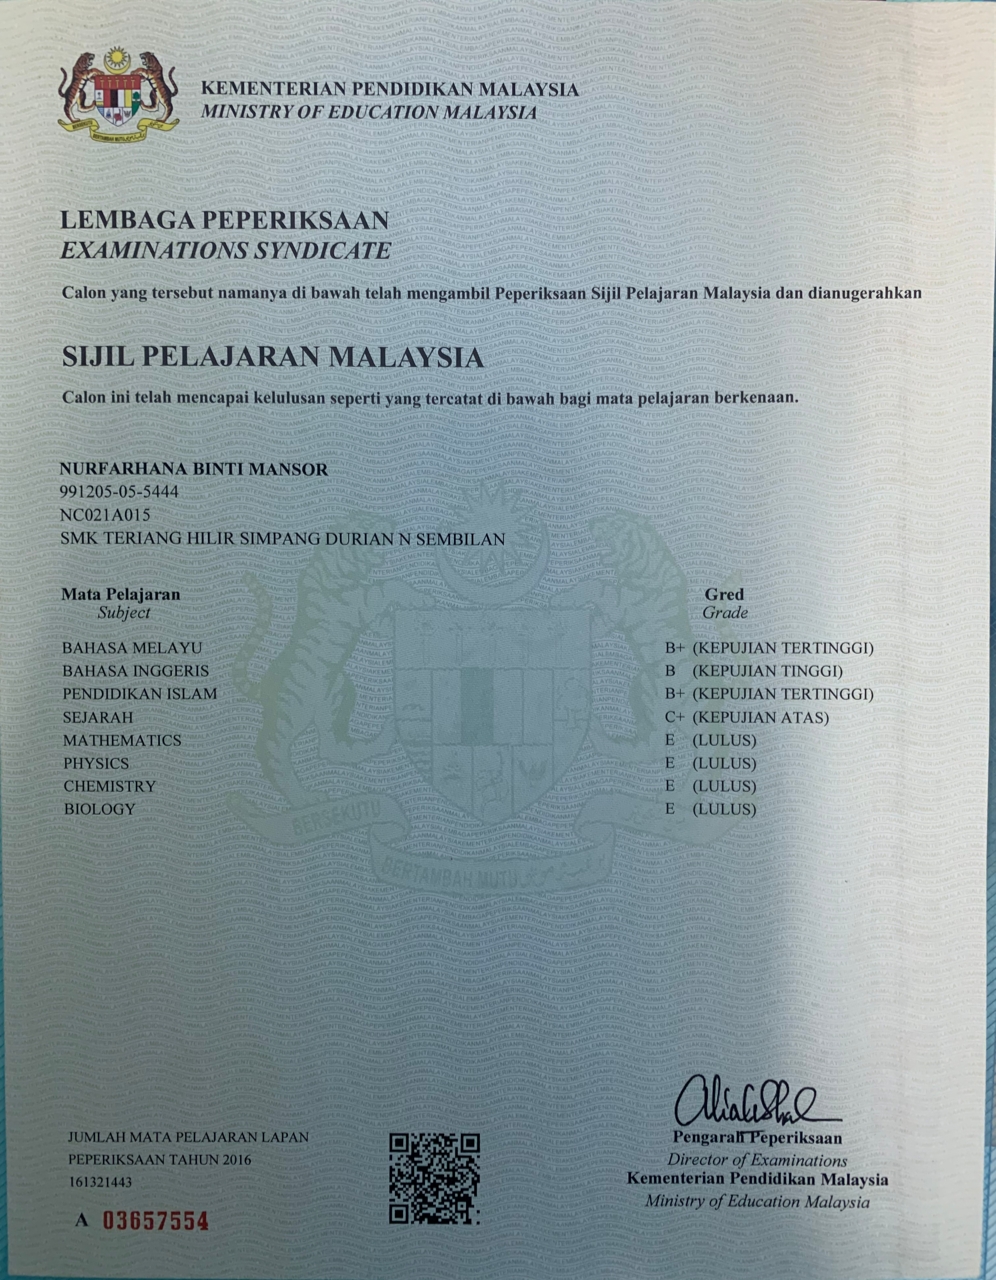 KEMENTERIAN PENDIDIKAN MALAYSIA
MINISTRY OF EDUCATION MALAYSIA
LEMBAGA PEPERIKSAAN
EXAMINATIONS SYNDICATE
Calon yang tersebut namanya di bawah telah mengambil Peperiksaan Sijil Pelajaran Malaysia dan dianugerahkan
SIJIL PELAJARAN MALAYSIA
Calon ini telah mencapai kelulusan seperti yang tercatat di bawah bagi mata pelajaran berkenaan.
NURFARHANA BINTI MANSOR
991205-05-5444
NC021A015
SMK TERIANG HILIR SIMPANG DURIAN N SEMBILAN
Mata Pelajaran Gred
Subject Grade
BAHASA MELAYU B+ (KEPUJIAN TERTINGGI)
BAHASA INGGERIS B (KEPUJIAN TINGGI)
PENDIDIKAN ISLAM B+ (KEPUJIAN TERTINGGI)
SEJARAH C+ (KEPUJIAN ATAS)
MATHEMATICS E (LULUS)
PHYSICS E (LULUS)
CHEMISTRY E (LULUS)
BIOLOGY E (LULUS)
BERSEKUTU
BERTAMBAH MUTU
JUMLAH MATA PELAJARAN LAPAN
PEPERIKSAAN TAHUN 2016
161321443
A 03657554
Pengarah Peperiksaan
Director of Examinations
Kementerian Pendidikan Malaysia
Ministry of Education Malaysia